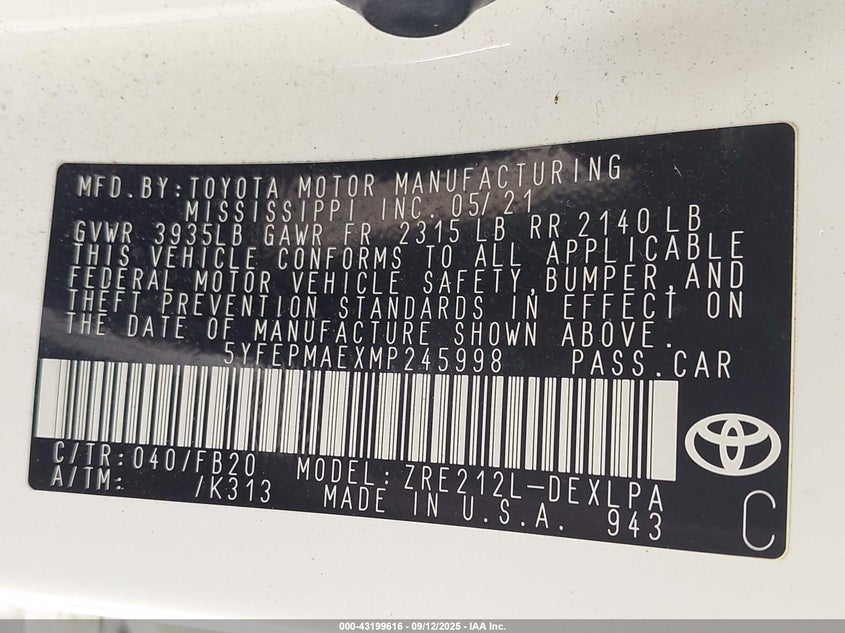 MFD.BY:TOYOTA MOTOR MANUFACTURING
MISSISSIPPI INC. 05/21
GVWR 3935LB GAWR FR 2315 LB RR 2140 LB
THIS VEHICLE CONFORMS TO ALL APPLICABLE
FEDERAL MOTOR VEHICLE SAFETY,BUMPER,AND
THEFT PREVENTION STANDARDS IN EFFECT ON
THE DATE OF MANUFACTURE SHOWN ABOVE.
5YFEPMAEXMP245998 PASS.CAR
C/TR:040/FB20 MODEL:ZRE212L-DEXLPA
A/TM: /K313 MADE IN U.S.A. 943
C
000-43199616 - 09/12/2025 - IAA Inc.